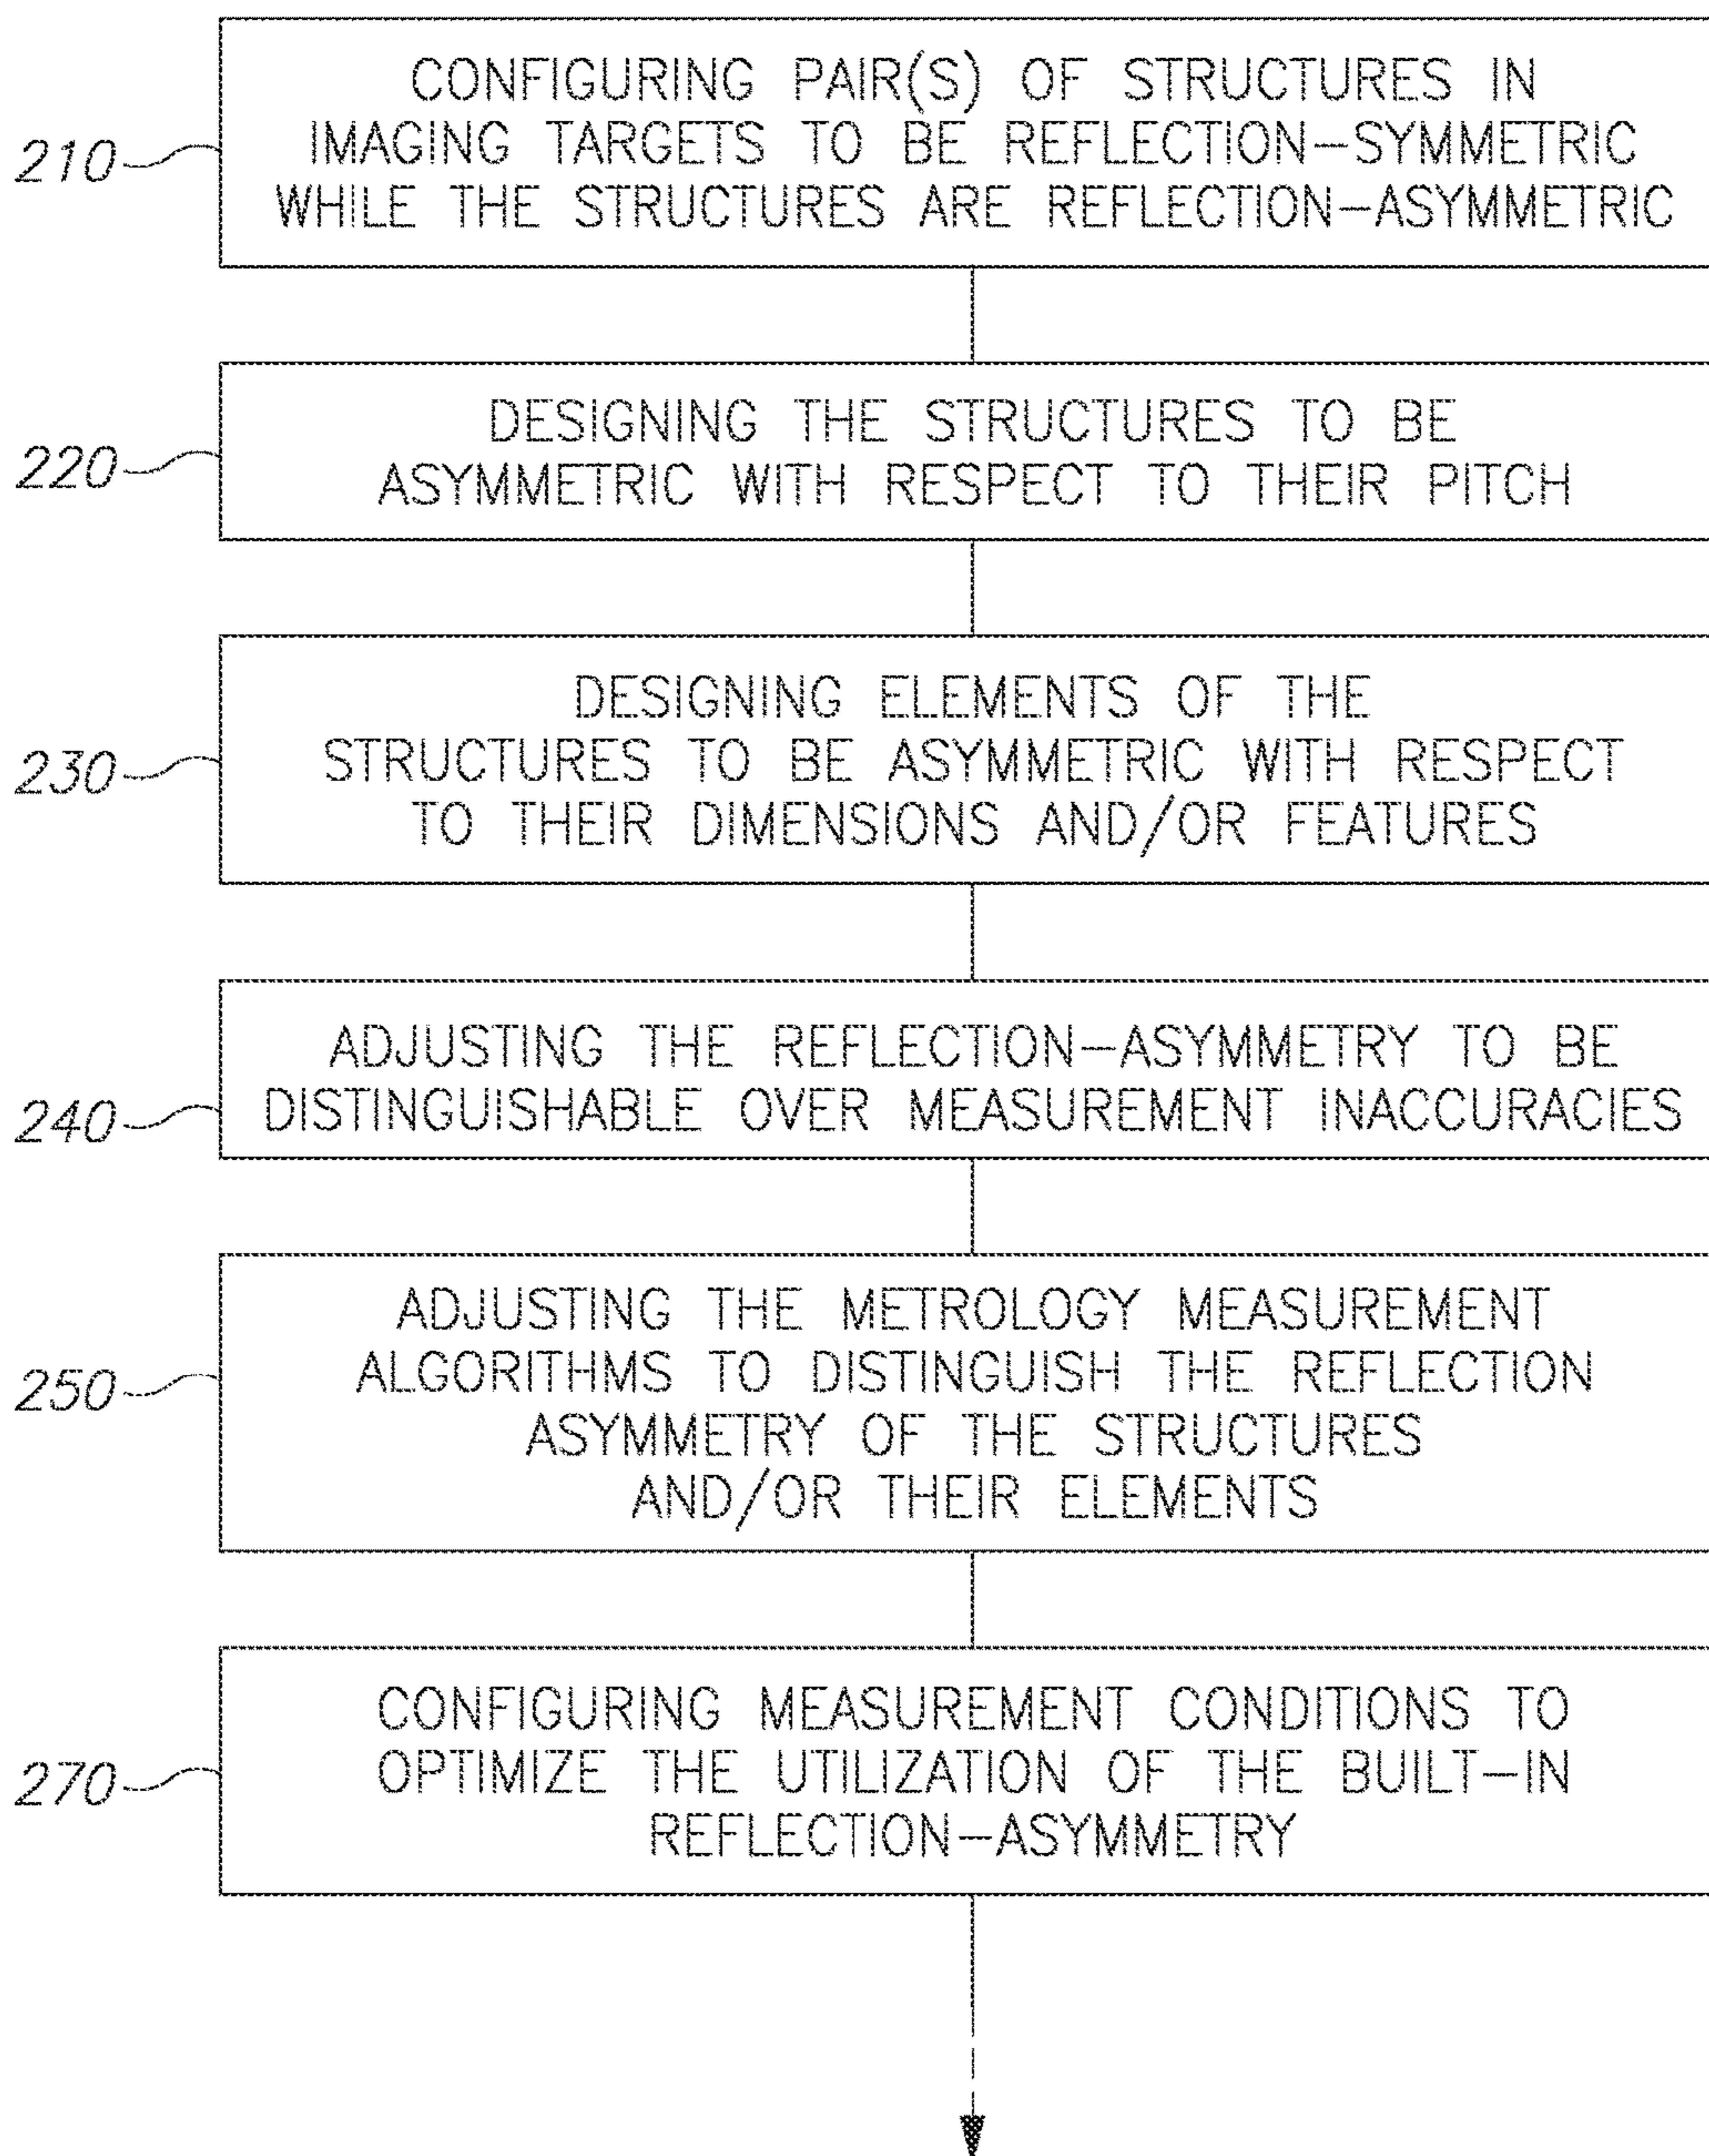 CONFIGURING PAIR(S) OF STRUCTURES IN
210 IMAGING TARGETS TO BE REFLECTION–SYMMETRIC
WHILE THE STRUCTURES ARE REFLECTION–ASYMMETRIC
DESIGNING THE STRUCTURES TO BE
220 ASYMMETRIC WITH RESPECT TO THEIR PITCH
DESIGNING ELEMENTS OF THE
230 STRUCTURES TO BE ASYMMETRIC WITH RESPECT
TO THEIR DIMENSIONS AND/OR FEATURES
ADJUSTING THE REFLECTION–ASYMMETRY TO BE
240 DISTINGUISHABLE OVER MEASUREMENT INACCURACIES
ADJUSTING THE METROLOGY MEASUREMENT
250 ALGORITHMS TO DISTINGUISH THE REFLECTION
ASYMMETRY OF THE STRUCTURES
AND/OR THEIR ELEMENTS
CONFIGURING MEASUREMENT CONDITIONS TO
270 OPTIMIZE THE UTILIZATION OF THE BUILT–IN
REFLECTION–ASYMMETRY